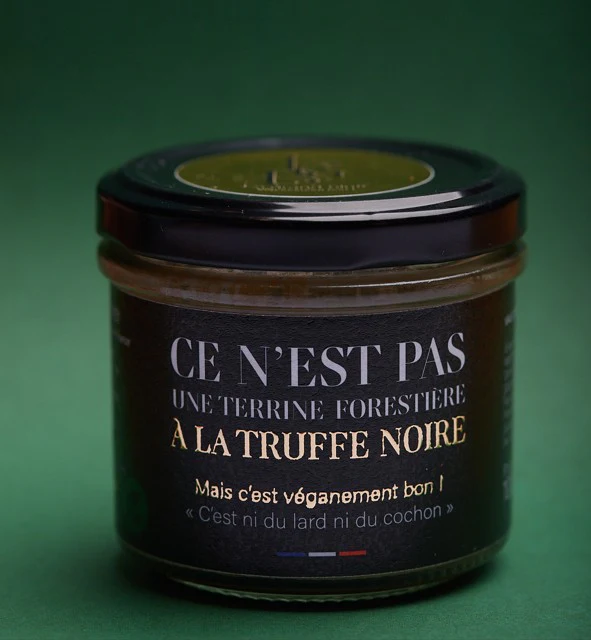 CE N'EST PAS
UNE TERRINE FORESTIÈRE
À LA TRUFFE NOIRE
Mais c'est véganement bon !
« C'est ni du lard ni du cochon »